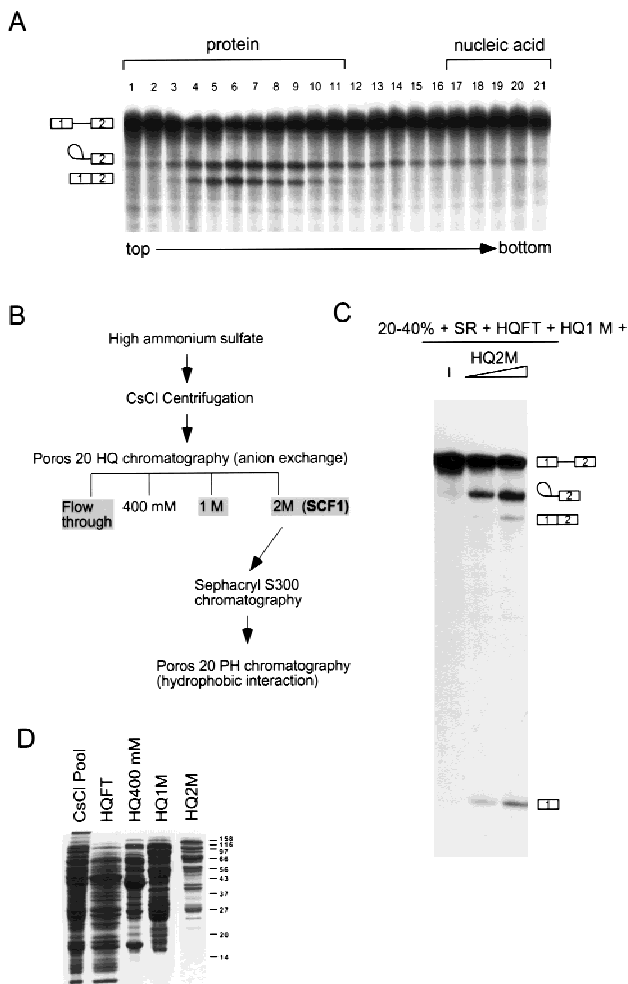 A
protein nucleic acid
1 2 3 4 5 6 7 8 9 10 11 12 13 14 15 16 17 18 19 20 21
1 2
2
1 2
top bottom
B
High ammonium sulfate
CsCl Centrifugation
Poros 20 HQ chromatography (anion exchange)
Flow through 400 mM 1 M 2M (SCF1)
Sephacryl S300
chromatography
Poros 20 PH chromatography
(hydrophobic interaction)
C
20-40% + SR + HQFT + HQ1 M +
HQ2M
-
1 2
2
1 2
1
D
CsCl Pool
HQFT
HQ400 mM
HQ1M
HQ2M
158
116
97
66
56
43
37
27
20
14